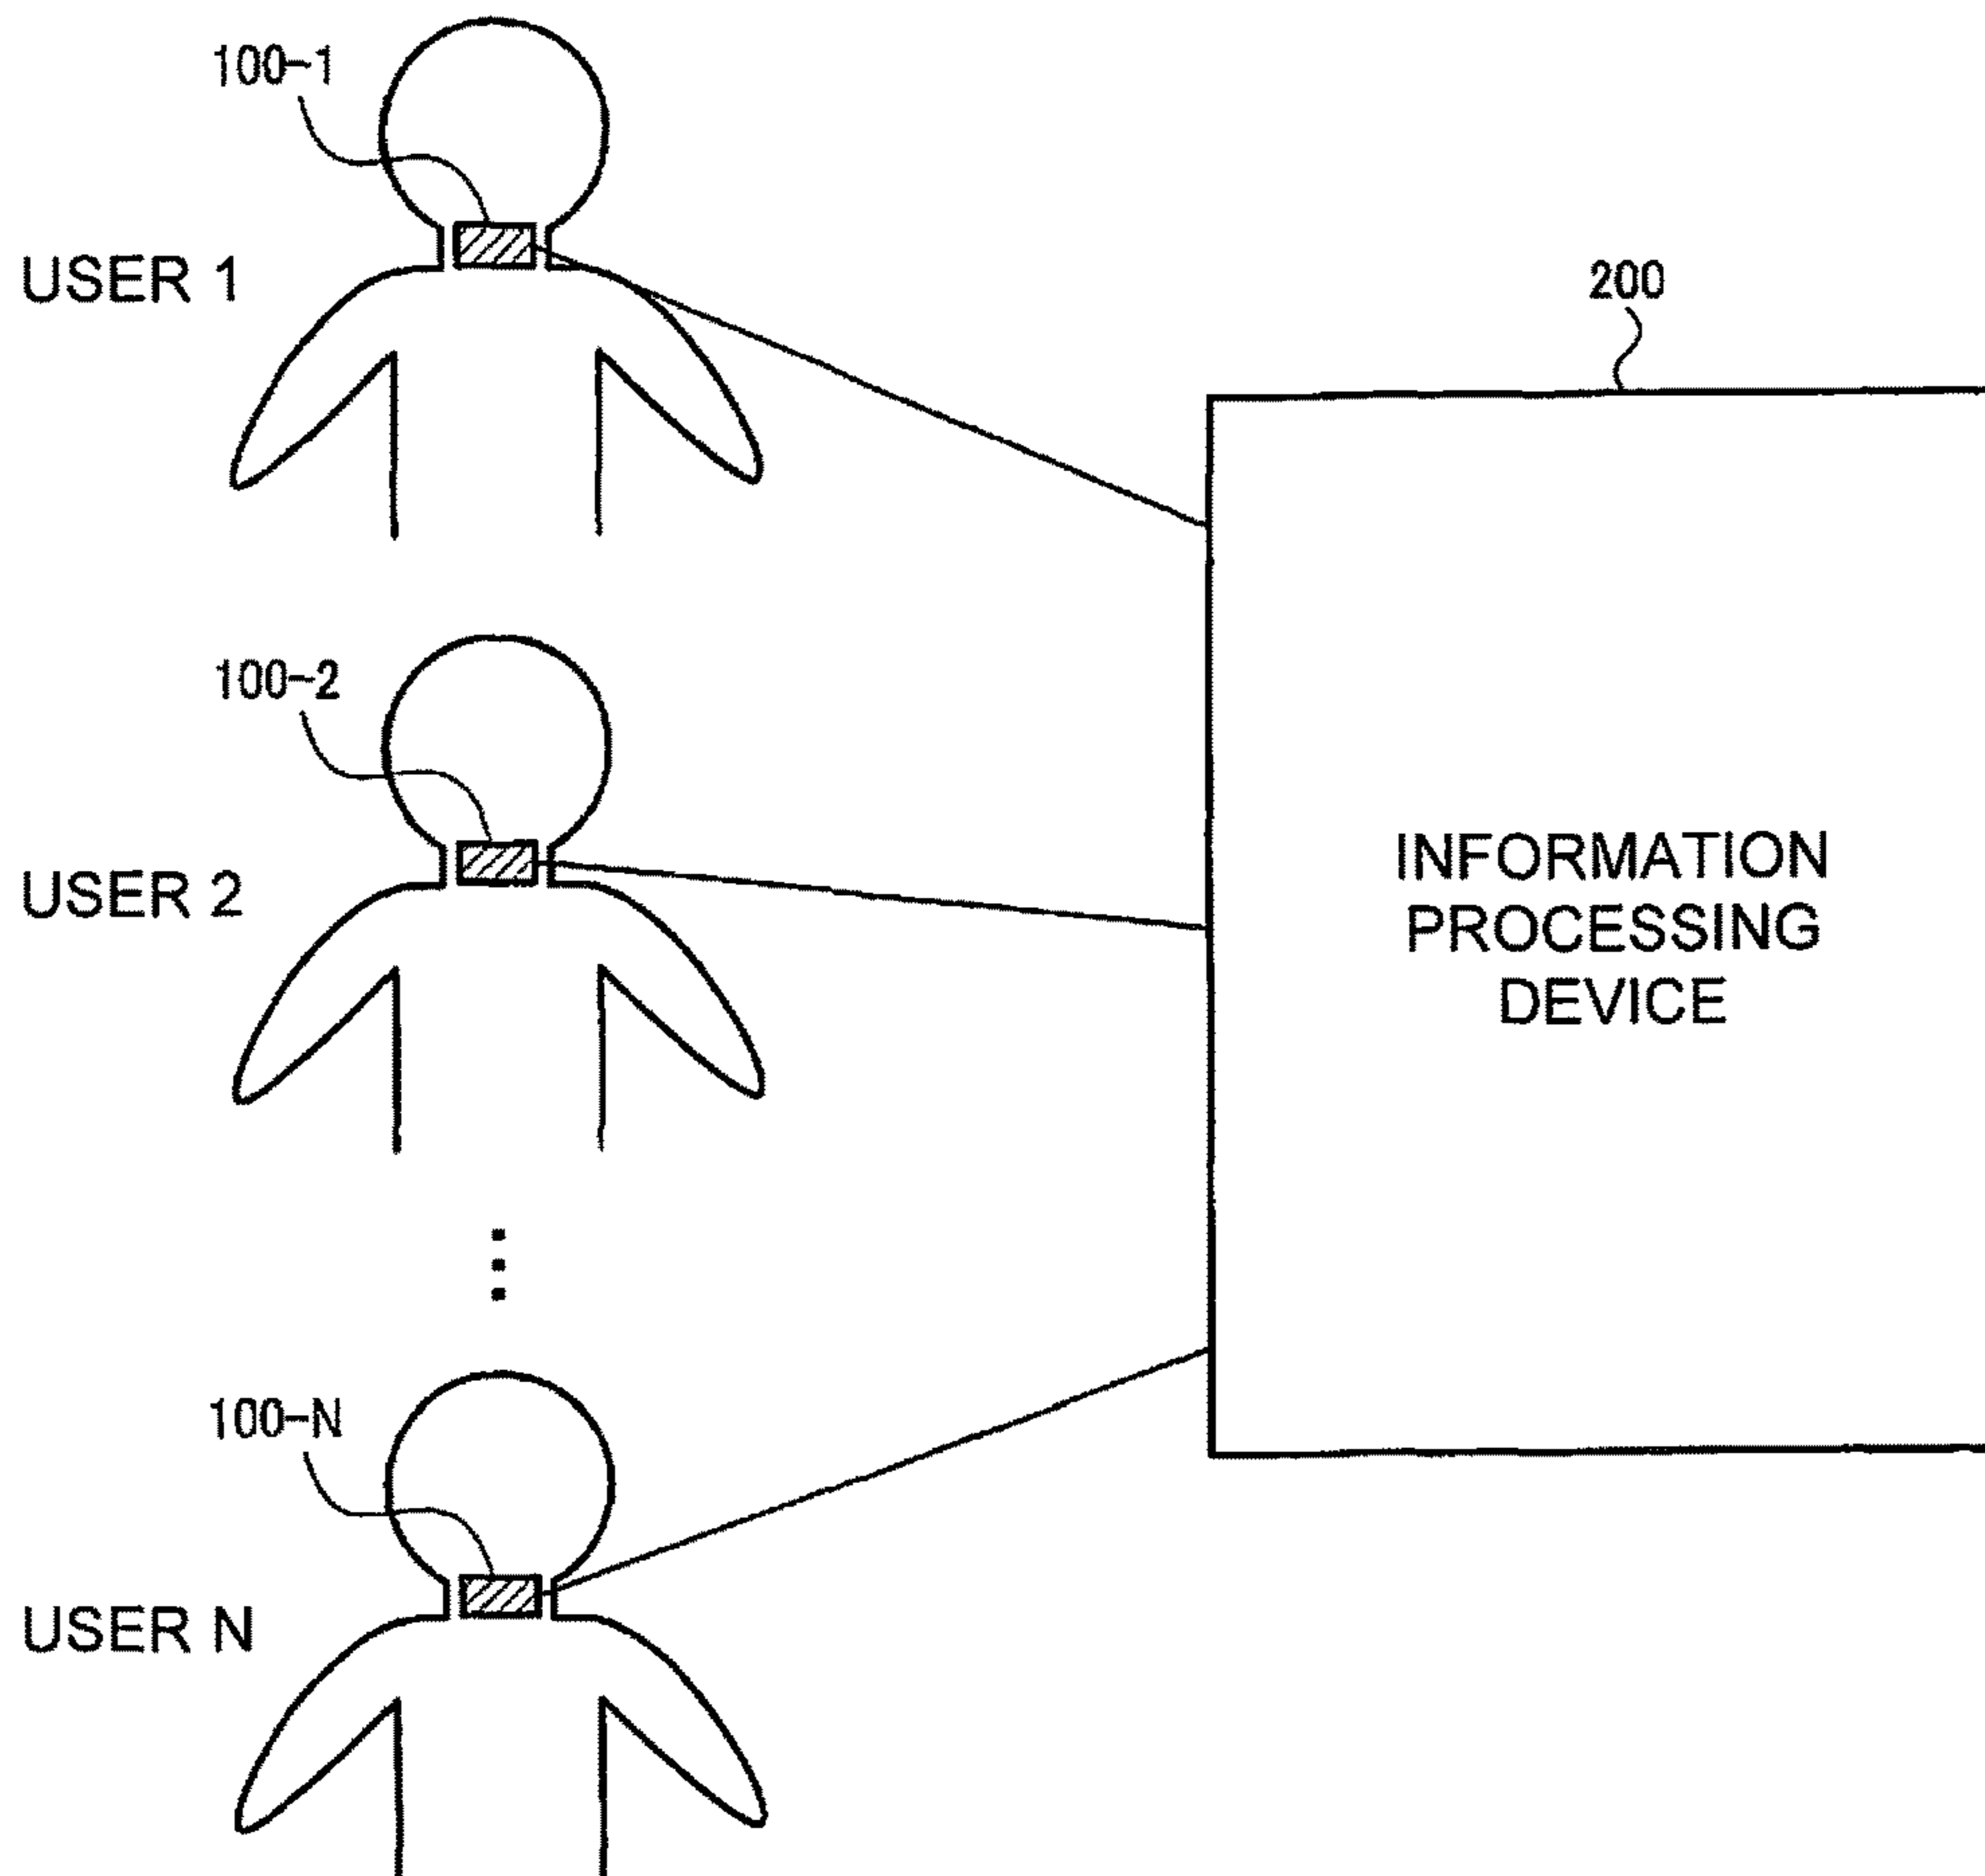 100-1
USER 1
200
100-2
USER 2
INFORMATION
PROCESSING
DEVICE
100-N
USER N